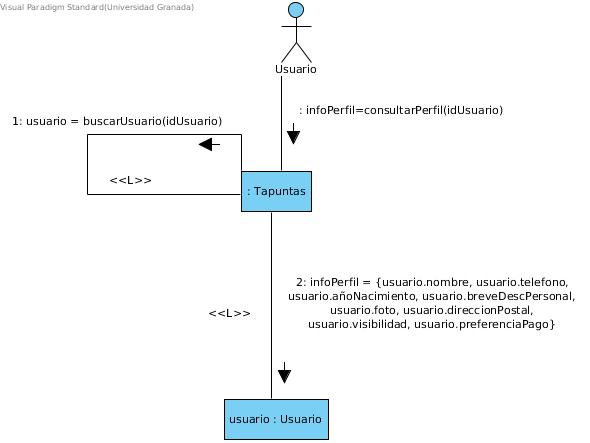 Visual Paradigm Standard(Universidad Granada)
Usuario
: infoPerfil=consultarPerfil(idUsuario)
1: usuario = buscarUsuario(idUsuario)
<<L>>
: Tapuntas
2: infoPerfil = {usuario.nombre, usuario.telefono,
usuario.añoNacimiento, usuario.breveDescPersonal,
usuario.foto, usuario.direccionPostal,
usuario.visibilidad, usuario.preferenciaPago}
<<L>>
usuario : Usuario